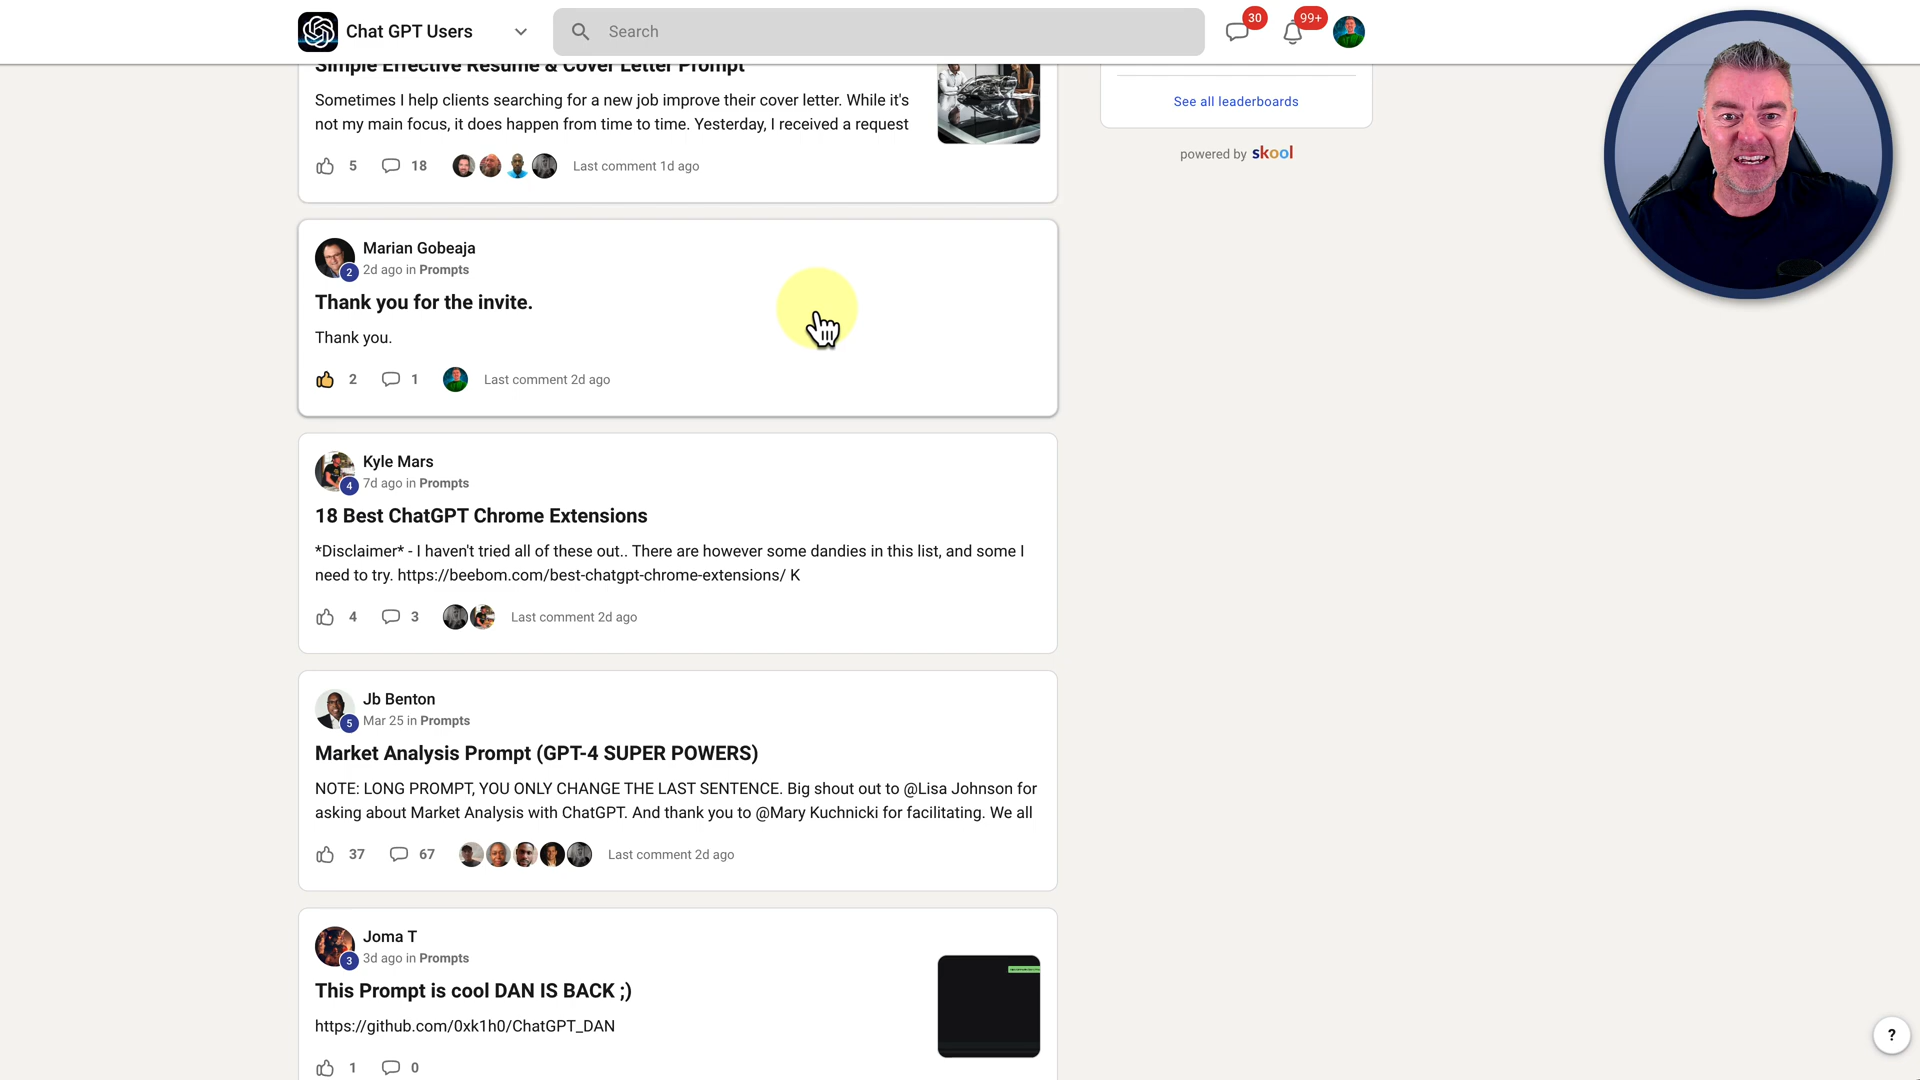 Chat GPT Users
Search
30
99+
Simple Effective Resume & Cover Letter Prompt
Sometimes I help clients searching for a new job improve their cover letter. While it's
not my main focus, it does happen from time to time. Yesterday, I received a request
5
18
Last comment 1d ago
See all leaderboards
powered by skool
Marian Gobeaja
2
2d ago in Prompts
Thank you for the invite.
Thank you.
2
1
Last comment 2d ago
Kyle Mars
4
7d ago in Prompts
18 Best ChatGPT Chrome Extensions
*Disclaimer* - I haven't tried all of these out.. There are however some dandies in this list, and some I
need to try. https://beebom.com/best-chatgpt-chrome-extensions/ K
4
3
Last comment 2d ago
Jb Benton
5
Mar 25 in Prompts
Market Analysis Prompt (GPT-4 SUPER POWERS)
NOTE: LONG PROMPT, YOU ONLY CHANGE THE LAST SENTENCE. Big shout out to @Lisa Johnson for
asking about Market Analysis with ChatGPT. And thank you to @Mary Kuchnicki for facilitating. We all
37
67
Last comment 2d ago
Joma T
3
3d ago in Prompts
This Prompt is cool DAN IS BACK ;)
https://github.com/0xk1h0/ChatGPT_DAN
1
0
?